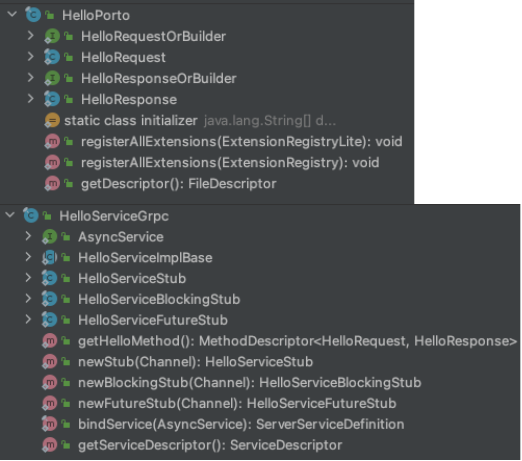 HelloPorto
HelloRequestOrBuilder
HelloRequest
HelloResponseOrBuilder
HelloResponse
static class initializer java.lang.String[] d...
registerAllExtensions(ExtensionRegistryLite): void
registerAllExtensions(ExtensionRegistry): void
getDescriptor(): FileDescriptor
HelloServiceGrpc
AsyncService
HelloServiceImplBase
HelloServiceStub
HelloServiceBlockingStub
HelloServiceFutureStub
getHelloMethod(): MethodDescriptor<HelloRequest, HelloResponse>
newStub(Channel): HelloServiceStub
newBlockingStub(Channel): HelloServiceBlockingStub
newFutureStub(Channel): HelloServiceFutureStub
bindService(AsyncService): ServerServiceDefinition
getServiceDescriptor(): ServiceDescriptor